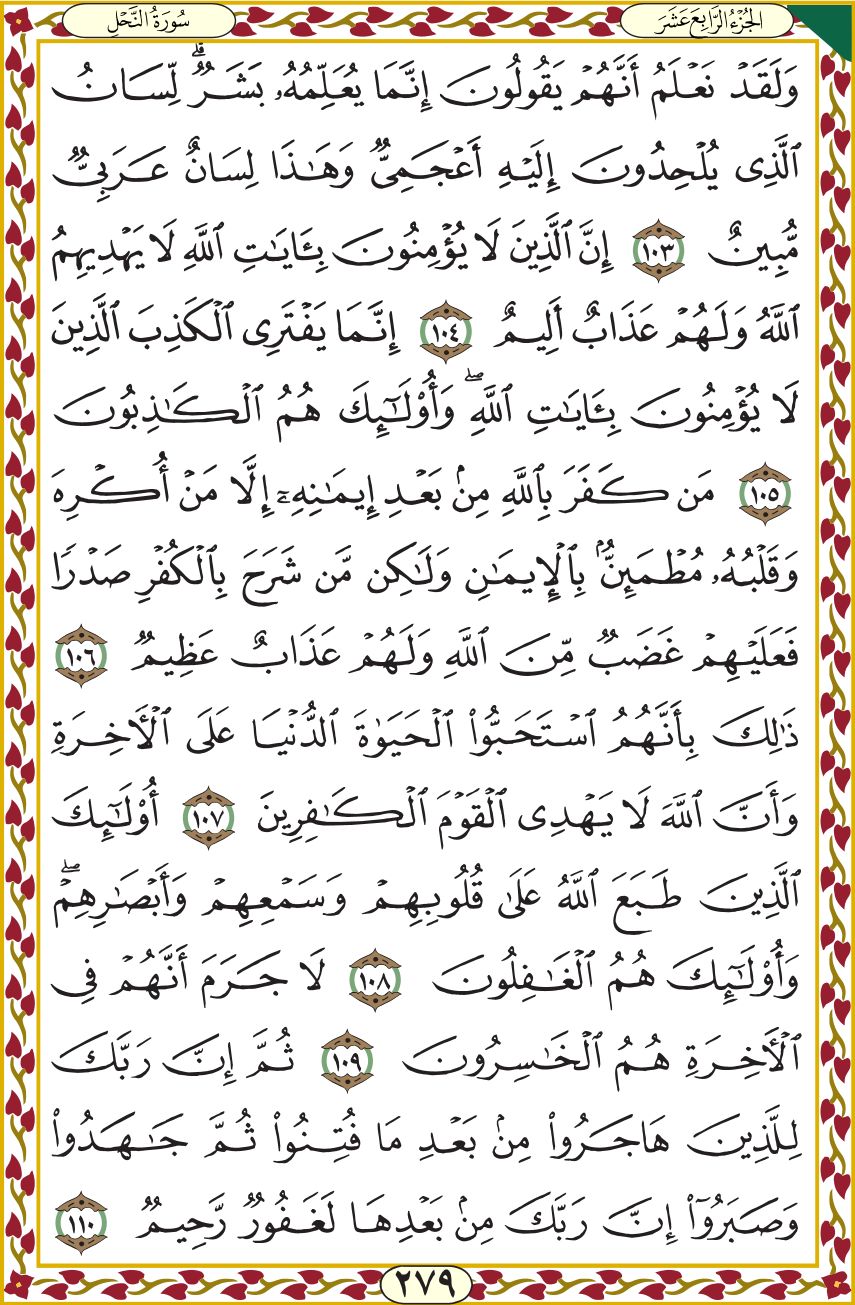 الجُزْءُ الرَّابِعَ عَشَرَ
سُورَةُ النَّحْلِ
وَلَقَدْ نَعْلَمُ أَنَّهُمْ يَقُولُونَ إِنَّمَا يُعَلِّمُهُۥ بَشَرٌ ۗ لِّسَانُ
ٱلَّذِى يُلْحِدُونَ إِلَيْهِ أَعْجَمِىٌّ وَهَـٰذَا لِسَانٌ عَرَبِىٌّ
مُّبِينٌ ١٠٣ إِنَّ ٱلَّذِينَ لَا يُؤْمِنُونَ بِـَٔايَـٰتِ ٱللَّهِ لَا يَهْدِيهِمُ
ٱللَّهُ وَلَهُمْ عَذَابٌ أَلِيمٌ ١٠٤ إِنَّمَا يَفْتَرِى ٱلْكَذِبَ ٱلَّذِينَ
لَا يُؤْمِنُونَ بِـَٔايَـٰتِ ٱللَّهِ ۖ وَأُو۟لَـٰٓئِكَ هُمُ ٱلْكَـٰذِبُونَ
١٠٥ مَن كَفَرَ بِٱللَّهِ مِنۢ بَعْدِ إِيمَـٰنِهِۦٓ إِلَّا مَنْ أُكْرِهَ
وَقَلْبُهُۥ مُطْمَئِنٌّۢ بِٱلْإِيمَـٰنِ وَلَـٰكِن مَّن شَرَحَ بِٱلْكُفْرِ صَدْرًا
فَعَلَيْهِمْ غَضَبٌ مِّنَ ٱللَّهِ وَلَهُمْ عَذَابٌ عَظِيمٌ ١٠٦
ذَٰلِكَ بِأَنَّهُمُ ٱسْتَحَبُّوا۟ ٱلْحَيَوٰةَ ٱلدُّنْيَا عَلَى ٱلْـَٔاخِرَةِ
وَأَنَّ ٱللَّهَ لَا يَهْدِى ٱلْقَوْمَ ٱلْكَـٰفِرِينَ ١٠٧ أُو۟لَـٰٓئِكَ
ٱلَّذِينَ طَبَعَ ٱللَّهُ عَلَىٰ قُلُوبِهِمْ وَسَمْعِهِمْ وَأَبْصَـٰرِهِمْ ۖ
وَأُو۟لَـٰٓئِكَ هُمُ ٱلْغَـٰفِلُونَ ١٠٨ لَا جَرَمَ أَنَّهُمْ فِى
ٱلْـَٔاخِرَةِ هُمُ ٱلْخَـٰسِرُونَ ١٠٩ ثُمَّ إِنَّ رَبَّكَ
لِلَّذِينَ هَاجَرُوا۟ مِنۢ بَعْدِ مَا فُتِنُوا۟ ثُمَّ جَـٰهَدُوا۟
وَصَبَرُوٓا۟ إِنَّ رَبَّكَ مِنۢ بَعْدِهَا لَغَفُورٌ رَّحِيمٌ ١١٠
٢٧٩